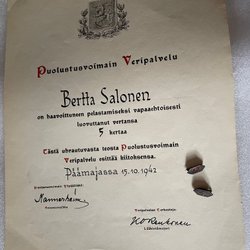 Puolustusvoimain Veripalvelu
Bertta Salonen
on haavoittuneen pelastamiseksi vapaaehtoisesti
luovuttanut vertansa
5 kertaa
Tästä uhrautuvasta teosta Puolustusvoimain
Veripalvelu esittää kiitoksensa.
Päämajassa 15.10.1942
Mannerheim